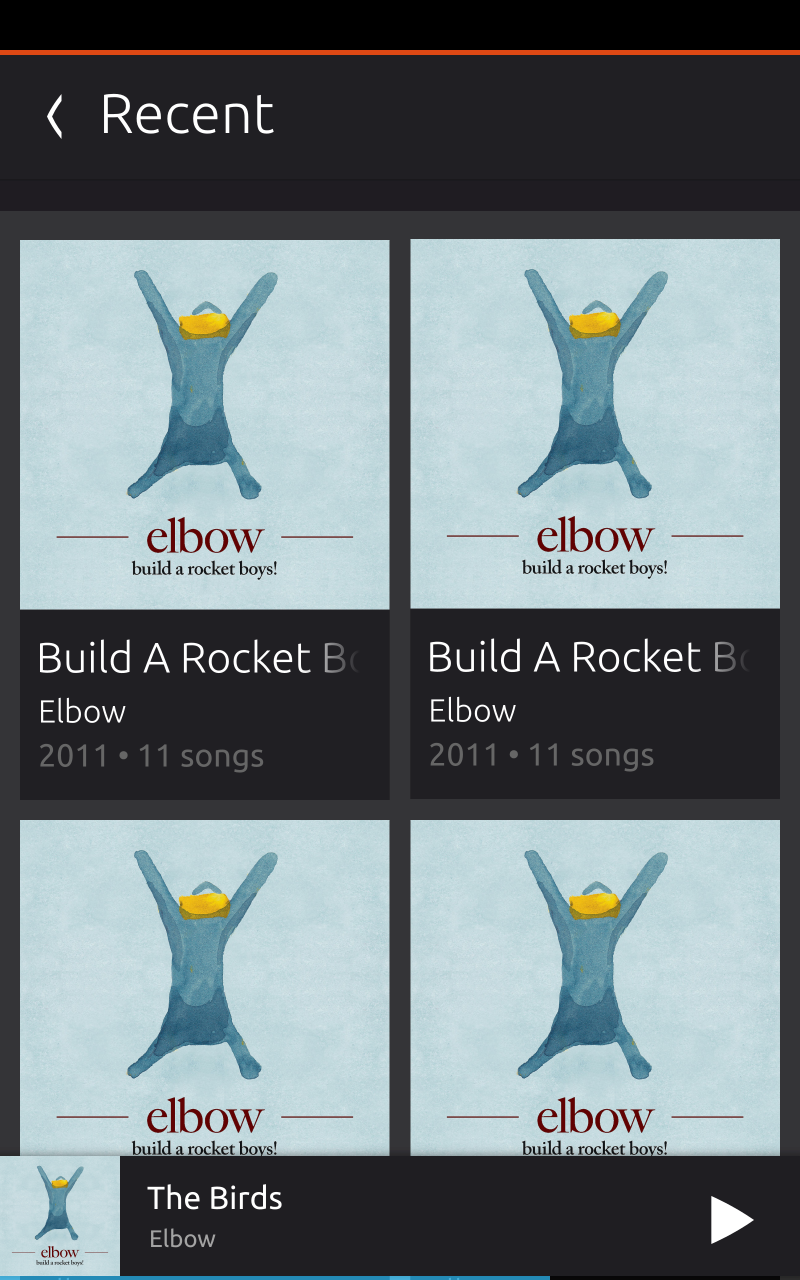 Recent
elbow
build a rocket boys!
elbow
build a rocket boys!
Build A Rocket Bo
Elbow
2011 • 11 songs
Build A Rocket Bo
Elbow
2011 • 11 songs
elbow
build a rocket boys!
elbow
build a rocket boys!
elbow
build a rocket boys!
The Birds
Elbow